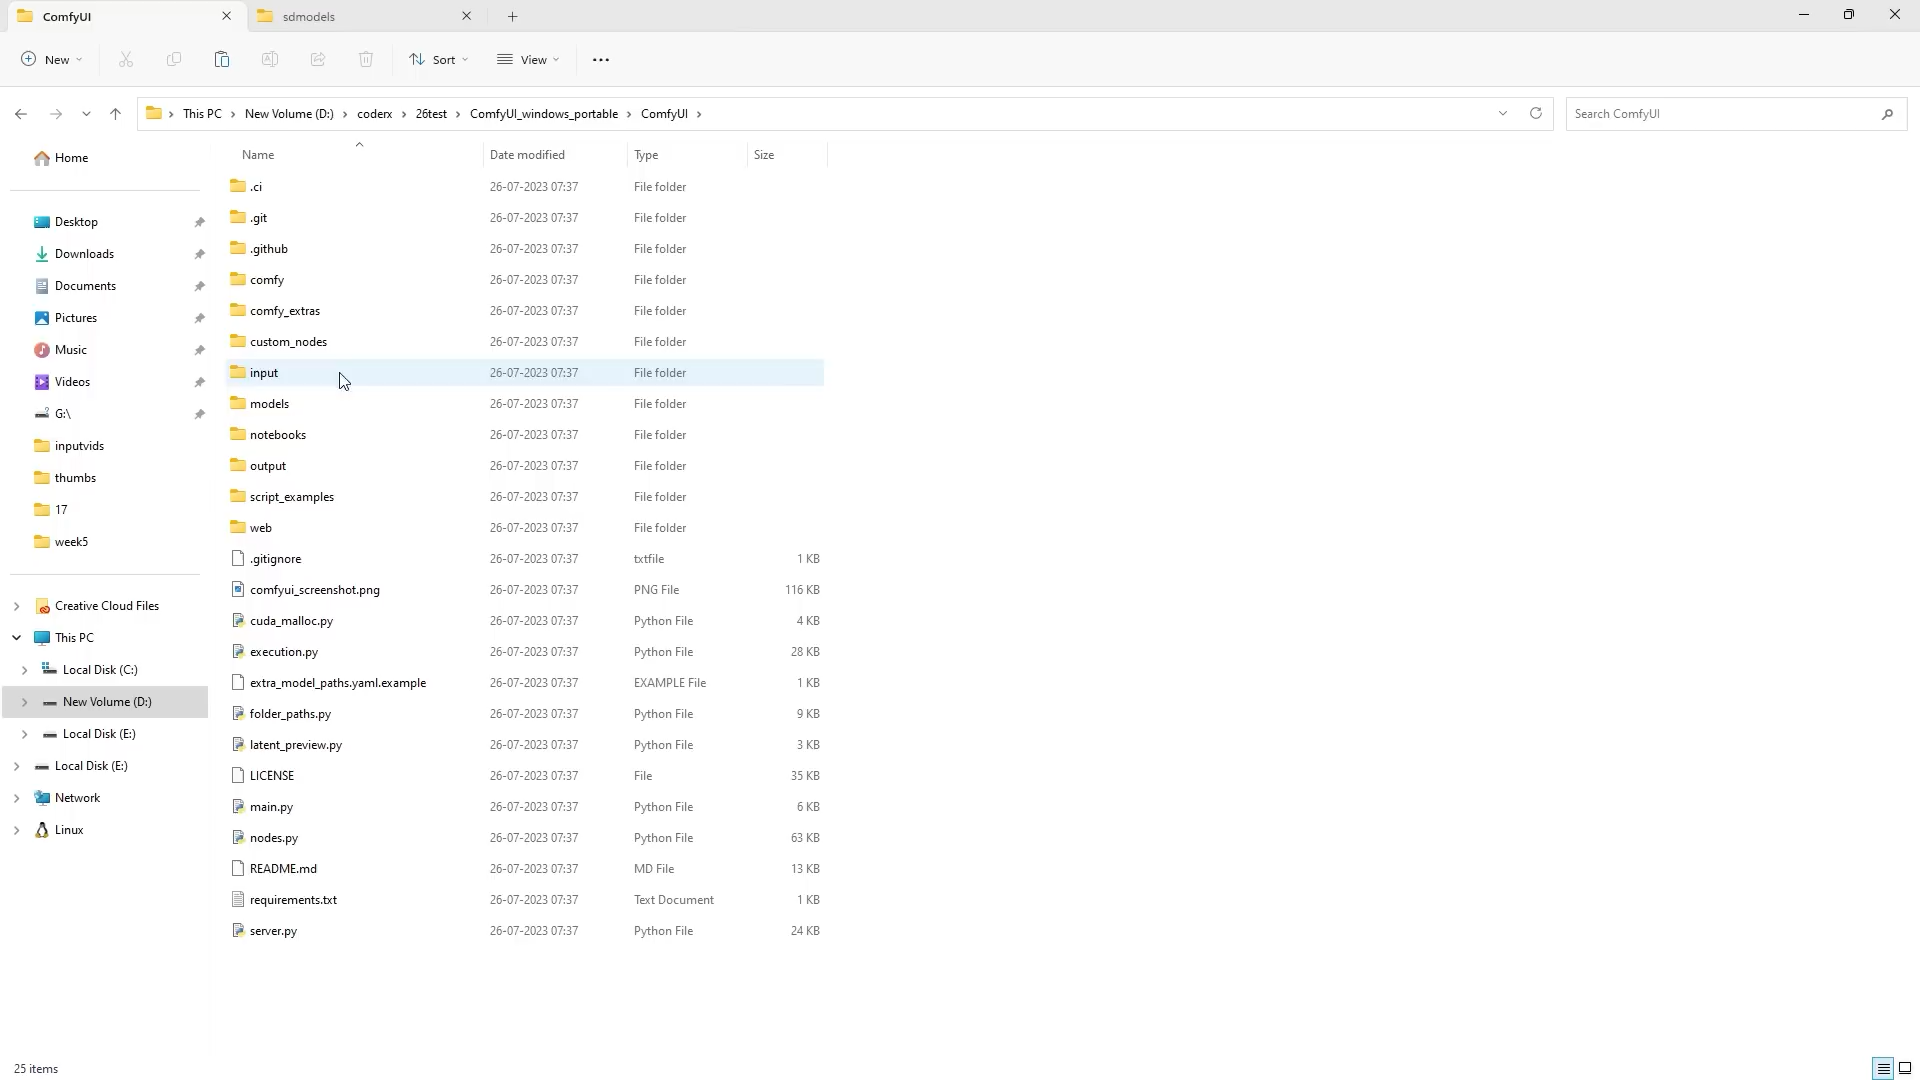 ComfyUI
sdmodels
New
Sort
View
This PC > New Volume (D:) > coderx > 26test > ComfyUI_windows_portable > ComfyUI >
Search ComfyUI
Home
Desktop
Downloads
Documents
Pictures
Music
Videos
G:\
inputvids
thumbs
17
week5
Creative Cloud Files
This PC
Local Disk (C:)
New Volume (D:)
Local Disk (E:)
Local Disk (E:)
Network
Linux
Name Date modified Type Size
.ci 26-07-2023 07:37 File folder
.git 26-07-2023 07:37 File folder
.github 26-07-2023 07:37 File folder
comfy 26-07-2023 07:37 File folder
comfy_extras 26-07-2023 07:37 File folder
custom_nodes 26-07-2023 07:37 File folder
input 26-07-2023 07:37 File folder
models 26-07-2023 07:37 File folder
notebooks 26-07-2023 07:37 File folder
output 26-07-2023 07:37 File folder
script_examples 26-07-2023 07:37 File folder
web 26-07-2023 07:37 File folder
.gitignore 26-07-2023 07:37 txtfile 1 KB
comfyui_screenshot.png 26-07-2023 07:37 PNG File 116 KB
cuda_malloc.py 26-07-2023 07:37 Python File 4 KB
execution.py 26-07-2023 07:37 Python File 28 KB
extra_model_paths.yaml.example 26-07-2023 07:37 EXAMPLE File 1 KB
folder_paths.py 26-07-2023 07:37 Python File 9 KB
latent_preview.py 26-07-2023 07:37 Python File 3 KB
LICENSE 26-07-2023 07:37 File 35 KB
main.py 26-07-2023 07:37 Python File 6 KB
nodes.py 26-07-2023 07:37 Python File 63 KB
README.md 26-07-2023 07:37 MD File 13 KB
requirements.txt 26-07-2023 07:37 Text Document 1 KB
server.py 26-07-2023 07:37 Python File 24 KB
25 items